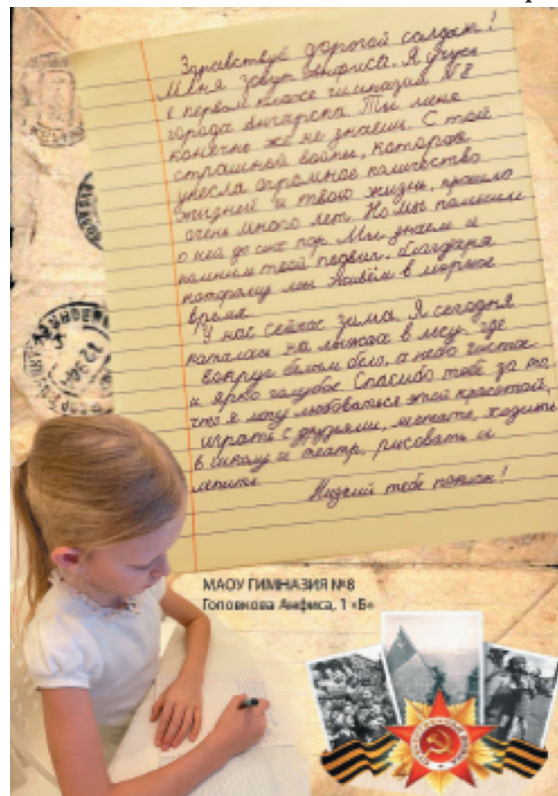 Здравствуй дорогой солдат!
Меня зовут Анфиса. Я учусь
в первом классе гимназии №8
города Ангарска. Ты меня
конечно же не знаешь. С той
страшной войны, которая
унесла огромное количество
жизней и твою жизнь, прошло
очень много лет. Но мы помним
о ней до сих пор. Мы знаем и
помним твой подвиг, благодаря
которому мы живём в мирное
время.
У нас сейчас зима. Я сегодня
каталась на лыжах в лесу, где
вокруг белым бело, а небо чистое
и ярко голубое. Спасибо тебе за то
что я могу любоваться этой красотой,
играть с друзьями, мечтать, ходить
в школу и театр, рисовать и
лепить.
Низкий тебе поклон!
МАОУ ГИМНАЗИЯ №8
Головкова Анфиса, 1 «Б»